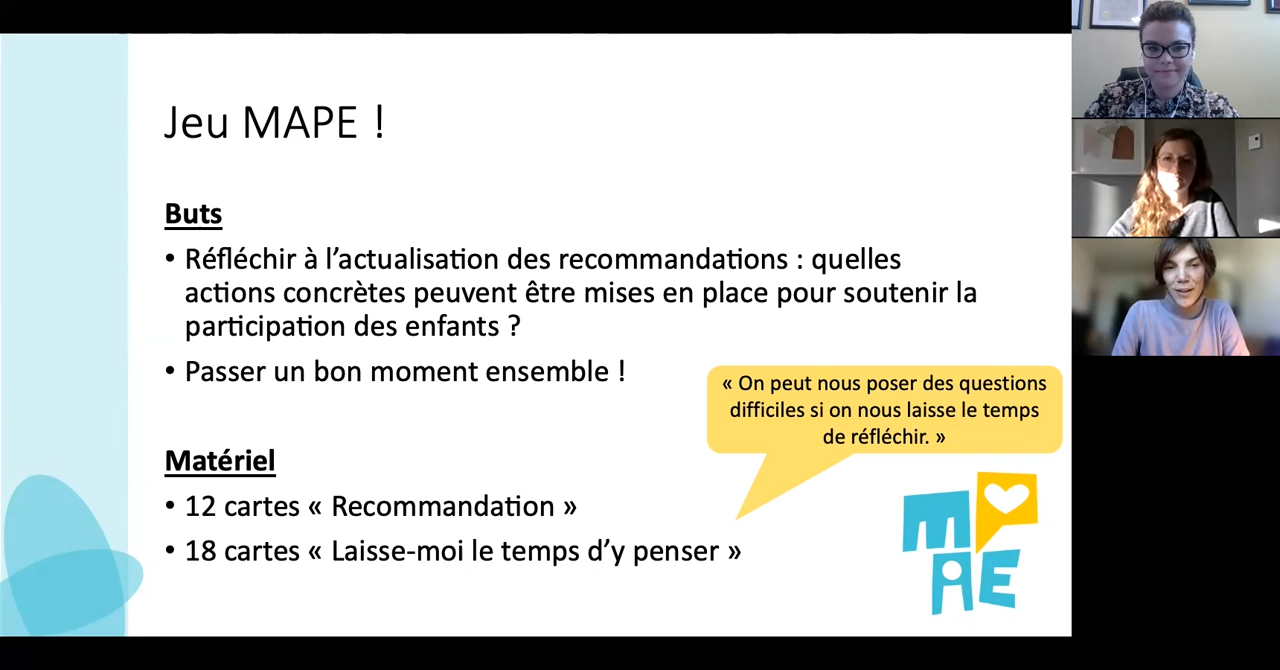 Jeu MAPE !
Buts
• Réfléchir à l’actualisation des recommandations : quelles
actions concrètes peuvent être mises en place pour soutenir la
participation des enfants ?
• Passer un bon moment ensemble !
« On peut nous poser des questions
difficiles si on nous laisse le temps
de réfléchir. »
Matériel
• 12 cartes « Recommandation »
• 18 cartes « Laisse-moi le temps d’y penser »
MAPE